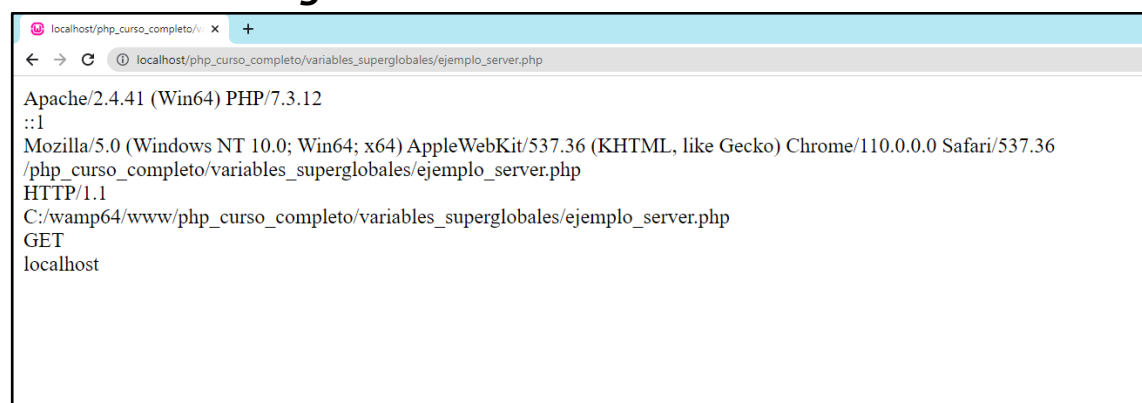 localhost/php_curso_completo/v
localhost/php_curso_completo/variables_superglobales/ejemplo_server.php
Apache/2.4.41 (Win64) PHP/7.3.12
::1
Mozilla/5.0 (Windows NT 10.0; Win64; x64) AppleWebKit/537.36 (KHTML, like Gecko) Chrome/110.0.0.0 Safari/537.36
/php_curso_completo/variables_superglobales/ejemplo_server.php
HTTP/1.1
C:/wamp64/www/php_curso_completo/variables_superglobales/ejemplo_server.php
GET
localhost